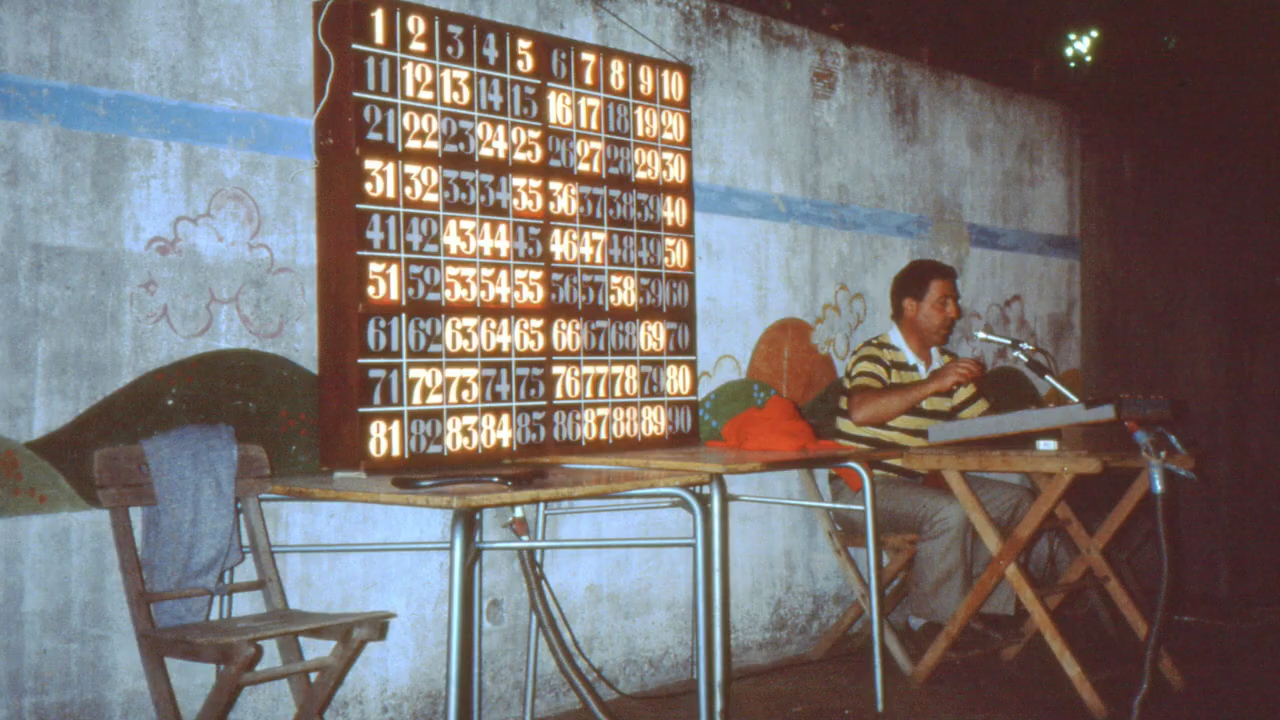 1 2 3 4 5 6 7 8 9 10
11 12 13 14 15 16 17 18 19 20
21 22 23 24 25 26 27 28 29 30
31 32 33 34 35 36 37 38 39 40
41 42 43 44 45 46 47 48 49 50
51 52 53 54 55 56 57 58 59 60
61 62 63 64 65 66 67 68 69 70
71 72 73 74 75 76 77 78 79 80
81 82 83 84 85 86 87 88 89 90